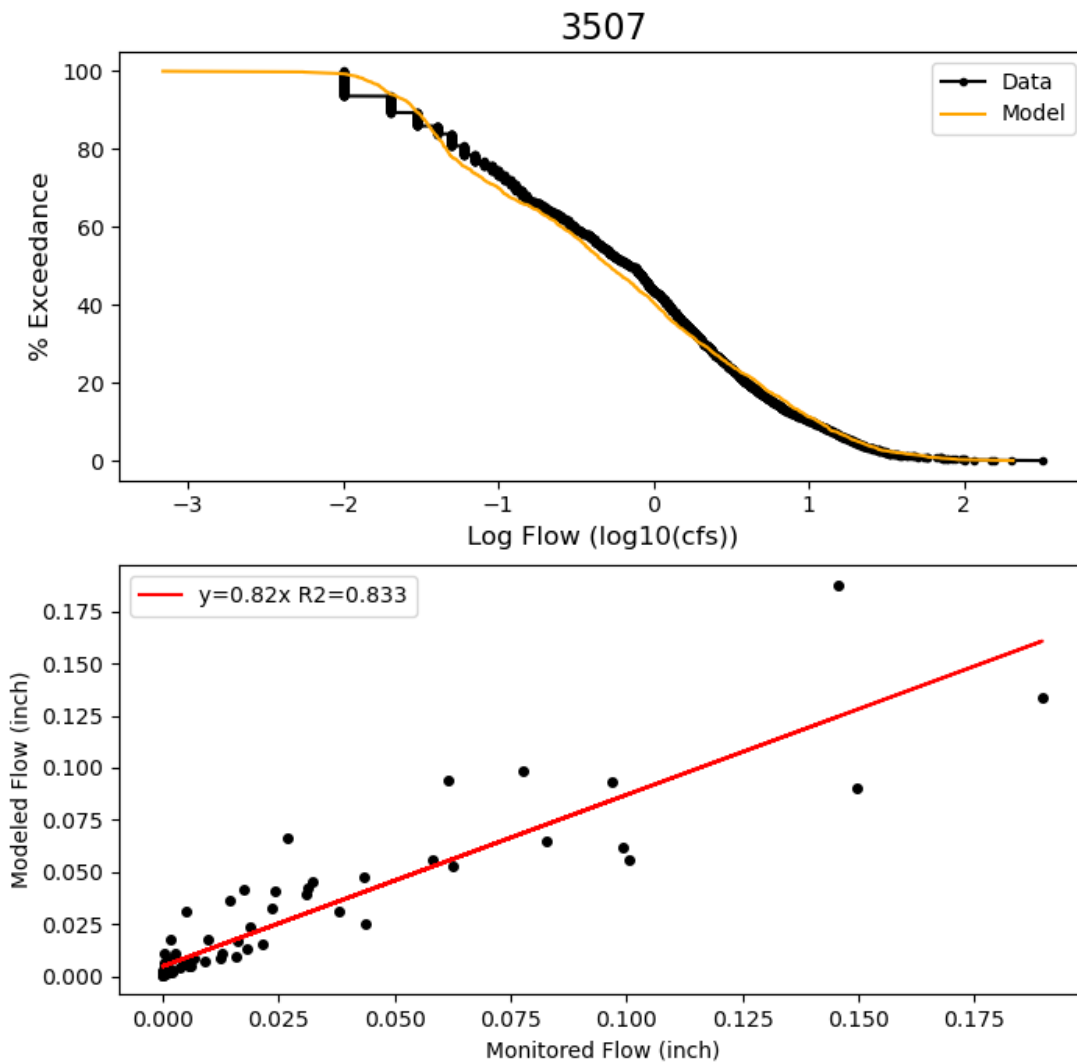 3507
100
80
60
40
20
0
% Exceedance
Data
Model
−3 −2 −1 0 1 2
Log Flow (log10(cfs))
y=0.82x R2=0.833
0.175
0.150
0.125
0.100
0.075
0.050
0.025
0.000
Modeled Flow (inch)
0.000 0.025 0.050 0.075 0.100 0.125 0.150 0.175
Monitored Flow (inch)